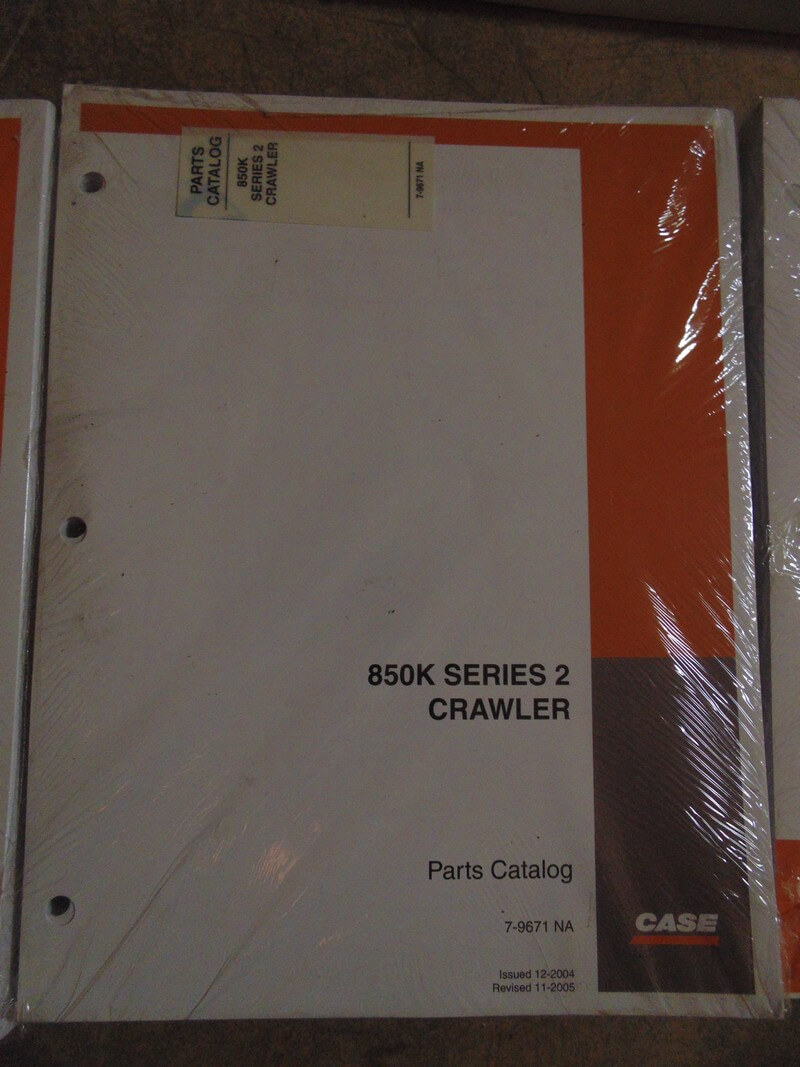 PARTS
CATALOG
850K
SERIES 2
CRAWLER
7-9671 NA
850K SERIES 2
CRAWLER
Parts Catalog
7-9671 NA
CASE
Issued 12-2004
Revised 11-2005